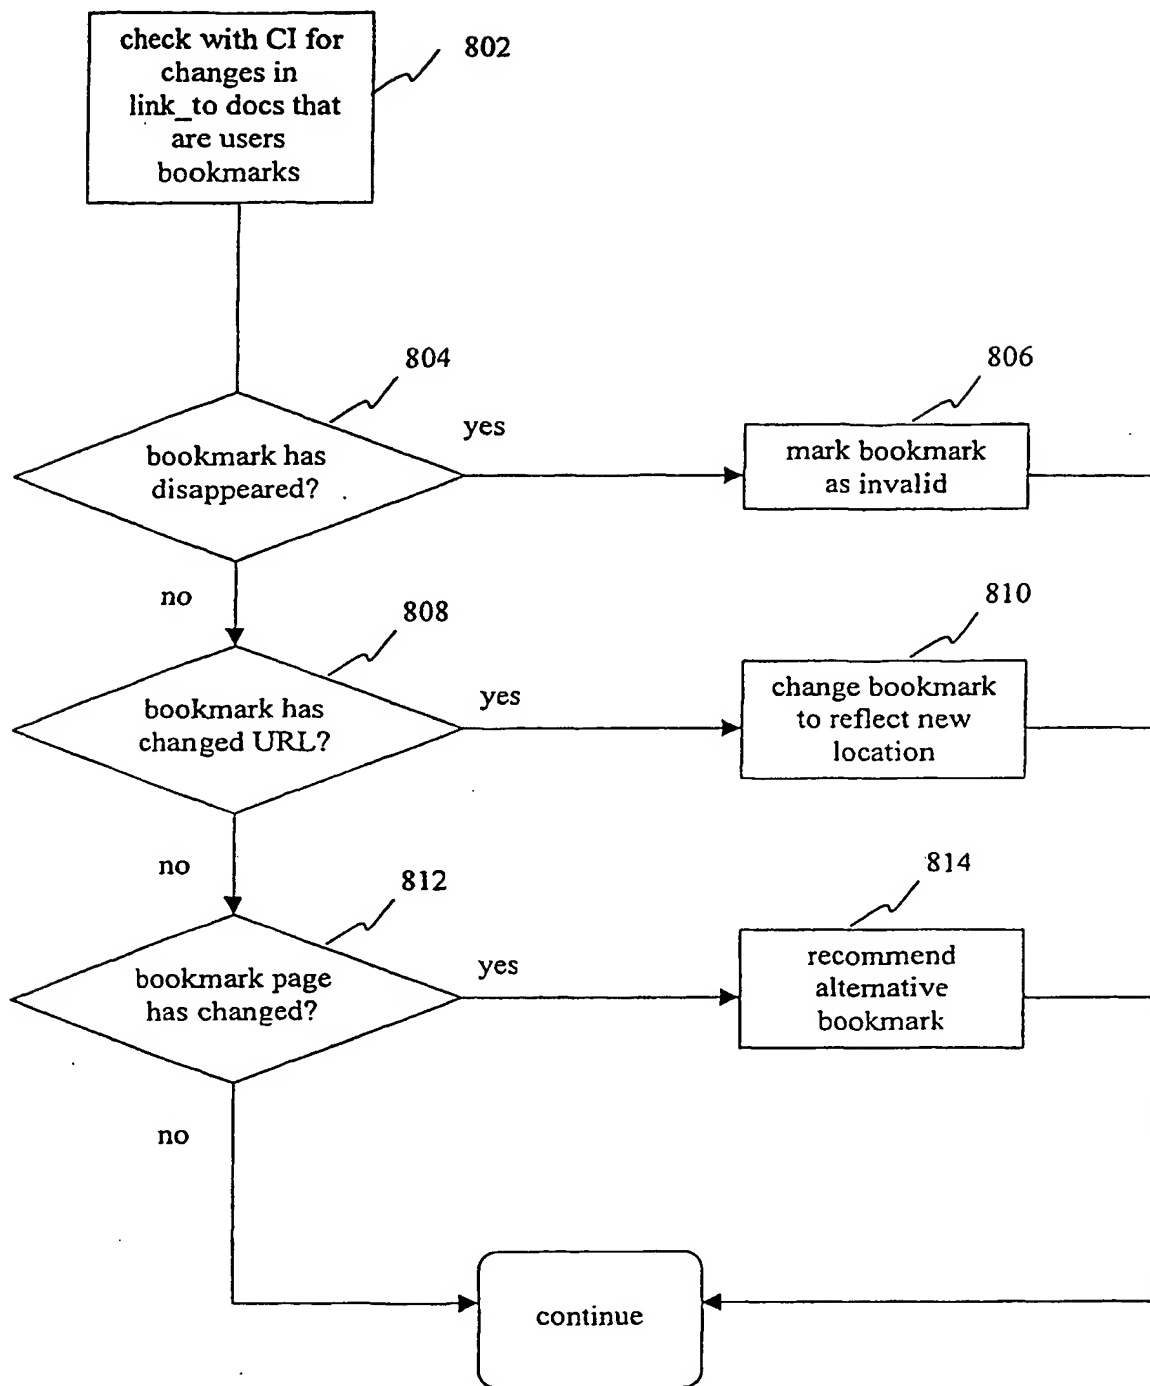 check with CI for
changes in
link_to docs that
are users
bookmarks
802
804
bookmark has
disappeared?
yes
806
mark bookmark
as invalid
no
808
bookmark has
changed URL?
yes
810
change bookmark
to reflect new
location
no
812
bookmark page
has changed?
yes
814
recommend
alternative
bookmark
no
continue